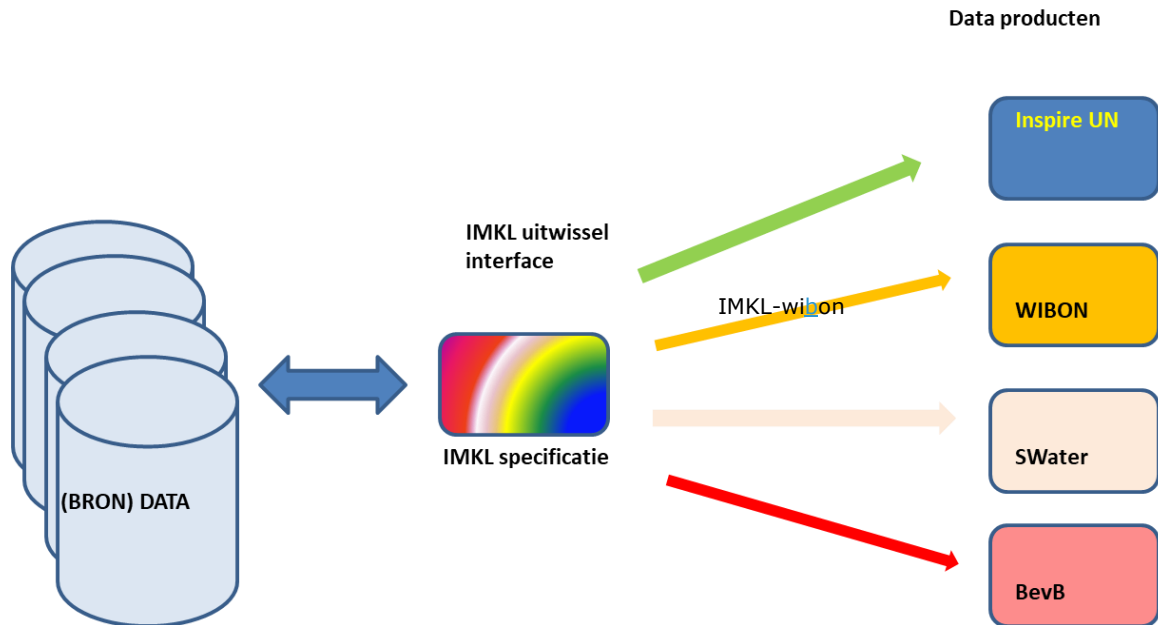 Data producten
Inspire UN
IMKL uitwissel
interface
IMKL-wibon
WIBON
IMKL specificatie
SWater
(BRON) DATA
BevB